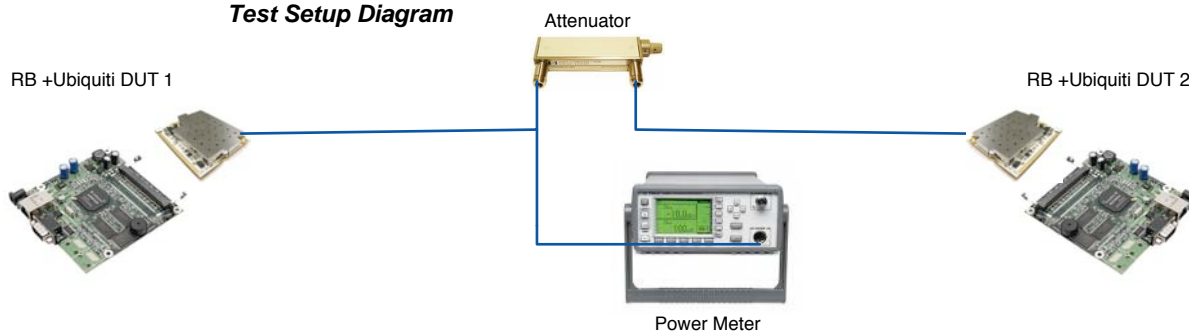 Test Setup Diagram
Attenuator
RB +Ubiquiti DUT 1
RB +Ubiquiti DUT 2
Power Meter